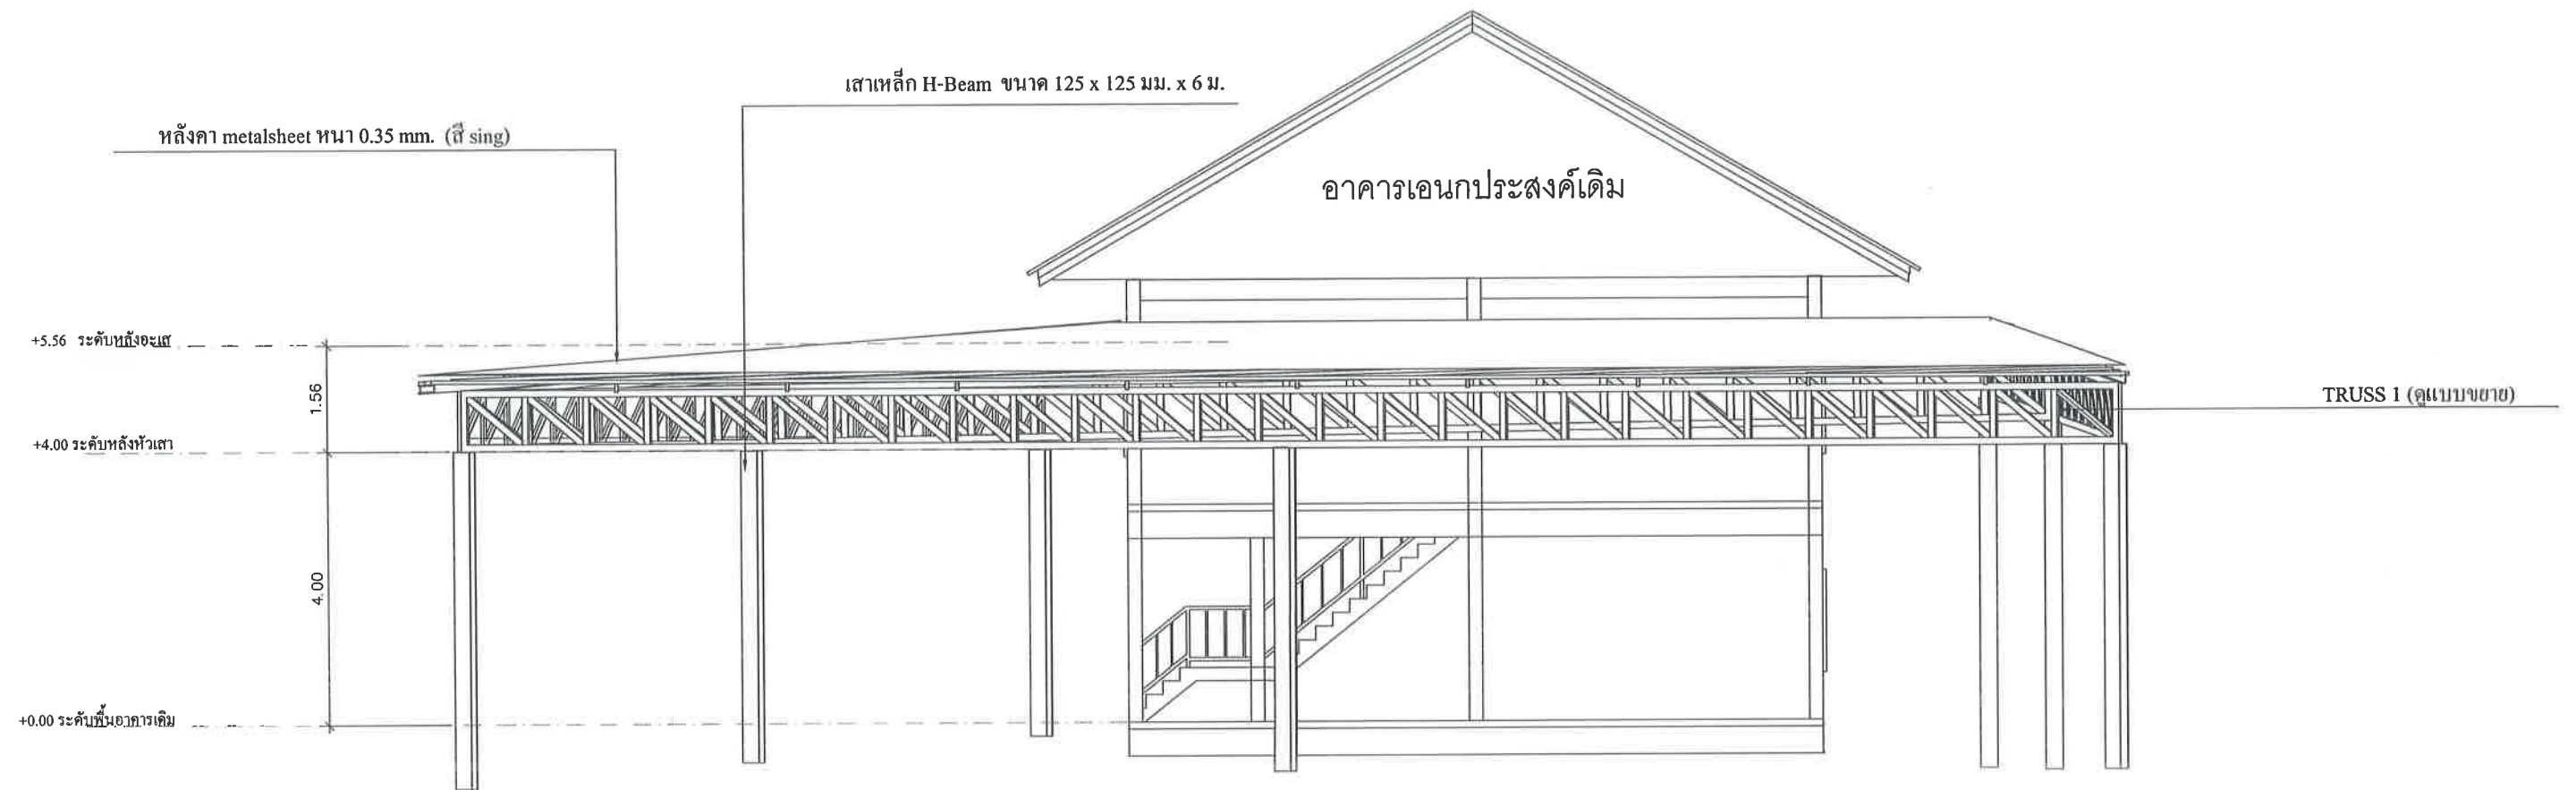 เสาเหล็ก H-Beam ขนาด 125 x 125 มม. x 6 ม.
หลังคา metalsheet หนา 0.35 mm. (สี sing)
อาคารเอนกประสงค์เดิม
+5.56 ระดับหลังอะเส
1.56
TRUSS 1 (ดูแบบขยาย)
+4.00 ระดับหลังหัวเสา
4.00
+0.00 ระดับพื้นอาคารเดิม